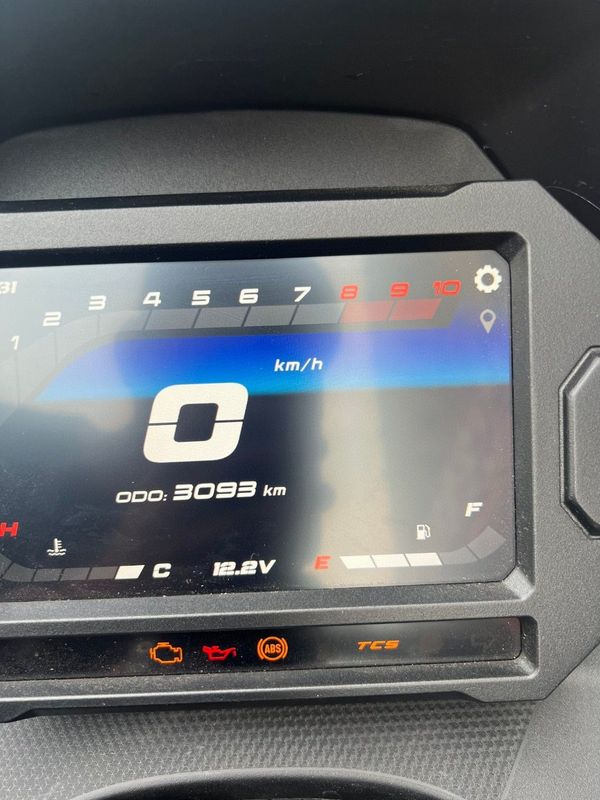 31
1 2 3 4 5 6 7 8 9 10
km/h
0
ODO: 3093 km
H
F
C 12.2V E
ABS TCS